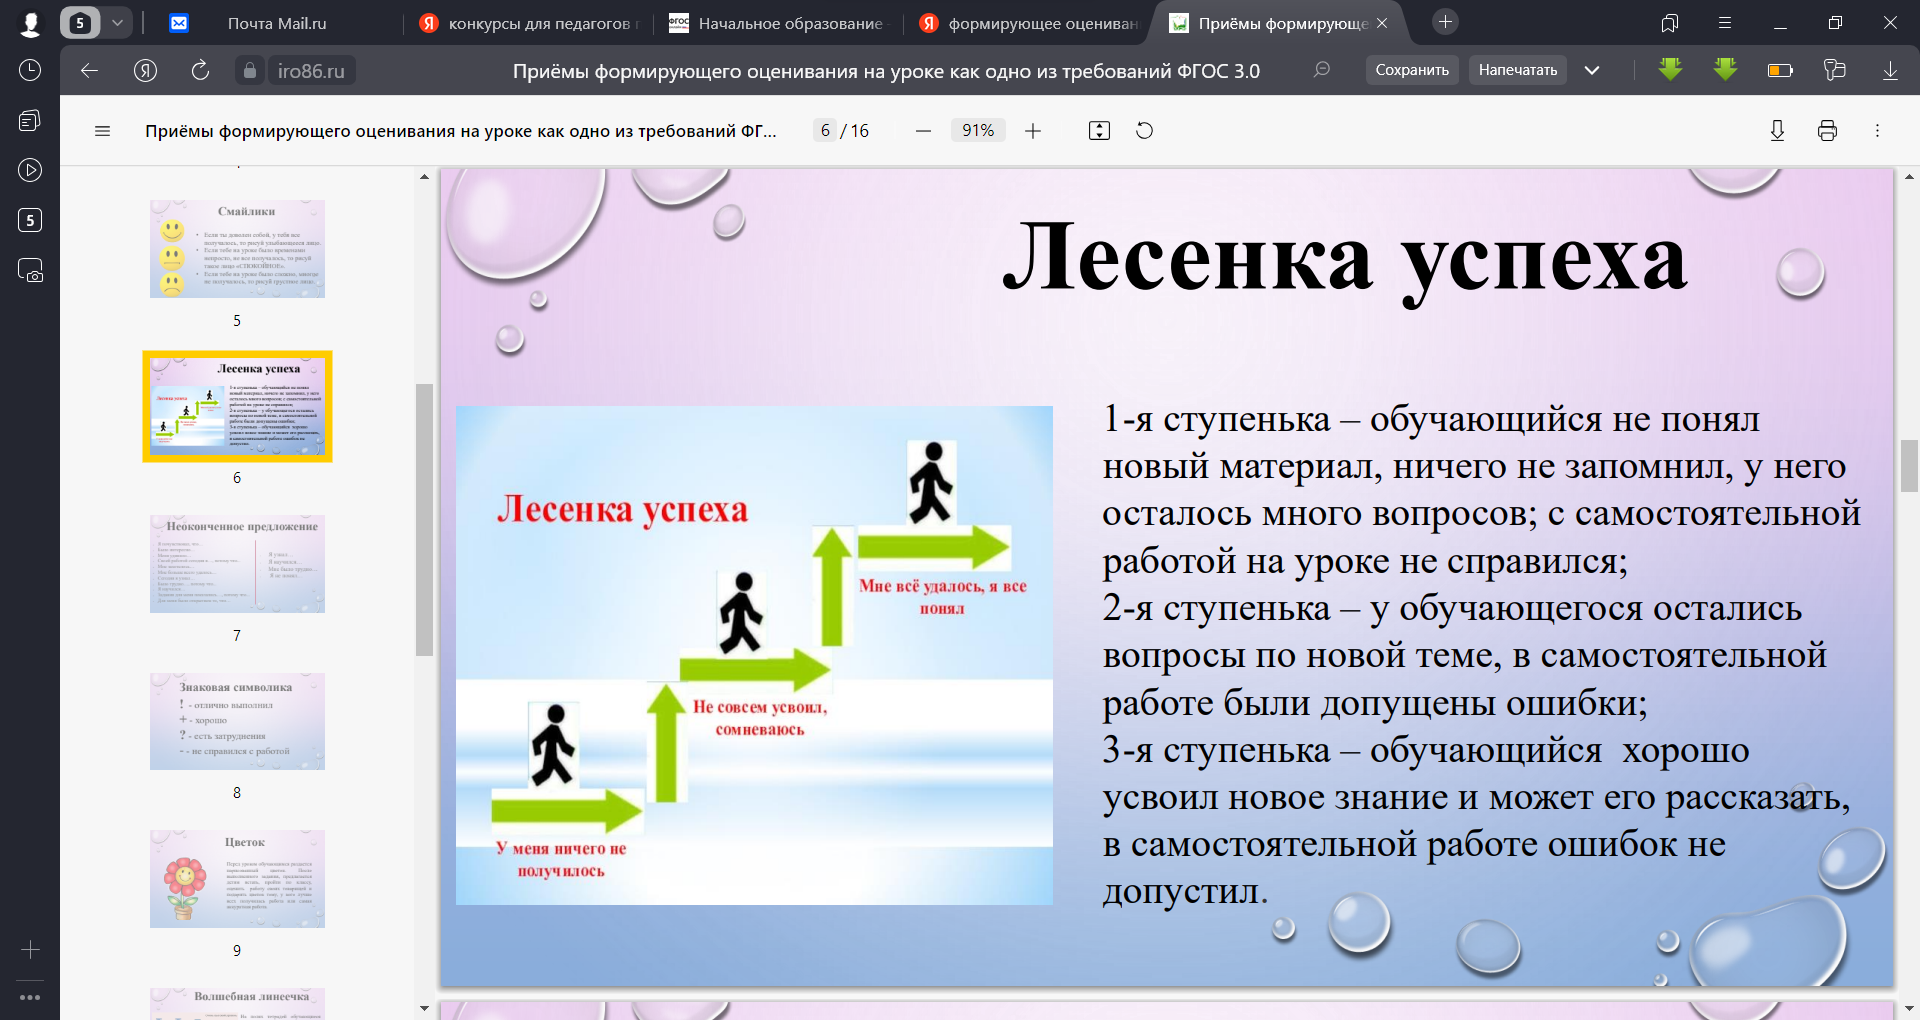 5
Почта Mail.ru
Я
конкурсы для педагогов
ФГОС
Начальное образование
Я
формирующее оценивани
Приёмы формирующе
Я
iro86.ru
Приёмы формирующего оценивания на уроке как одно из требований ФГОС 3.0
Сохранить
Напечатать
5
Приёмы формирующего оценивания на уроке как одно из требований ФГ...
6 / 16
91%
Смайлики
5
Лесенка успеха
6
Неоконченное предложение
7
Знаковая символика
! - отлично выполнил
+ - хорошо
? - есть затруднения
- - не справился с работой
8
Цветок
9
Волшебная линеечка
Лесенка успеха
Лесенка успеха
Мне всё удалось, я все
понял
Не совсем усвоил,
сомневаюсь
У меня ничего не
получилось
1-я ступенька – обучающийся не понял
новый материал, ничего не запомнил, у него
осталось много вопросов; с самостоятельной
работой на уроке не справился;
2-я ступенька – у обучающегося остались
вопросы по новой теме, в самостоятельной
работе были допущены ошибки;
3-я ступенька – обучающийся хорошо
усвоил новое знание и может его рассказать,
в самостоятельной работе ошибок не
допустил.